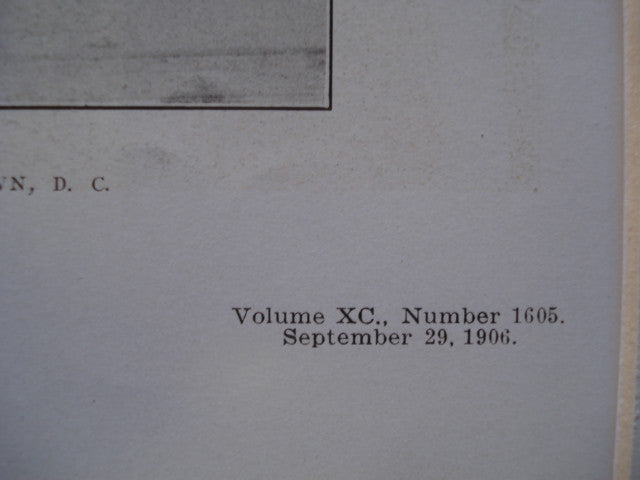 D. C.
Volume XC., Number 1605.
September 29, 1906.